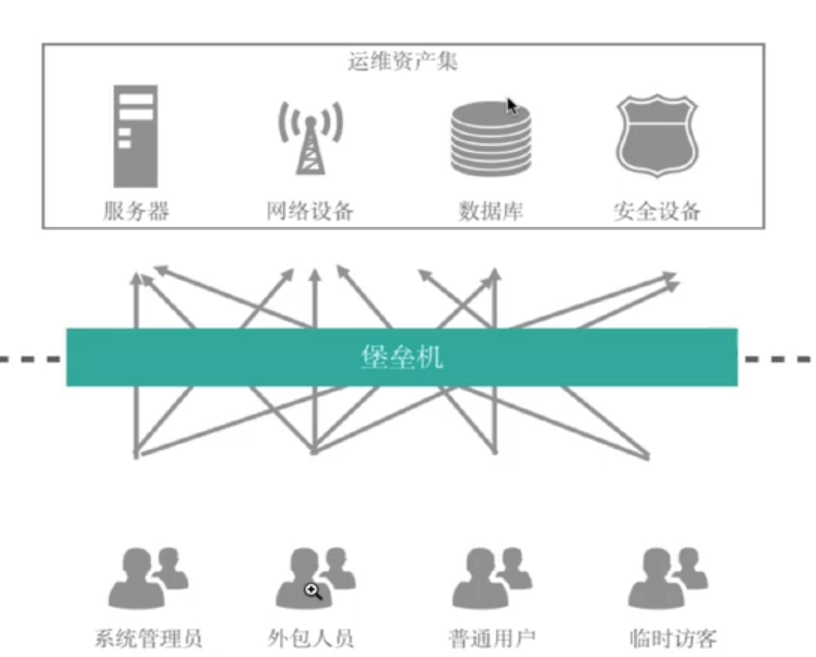 运维资产集
服务器 网络设备 数据库 安全设备
堡垒机
系统管理员 外包人员 普通用户 临时访客